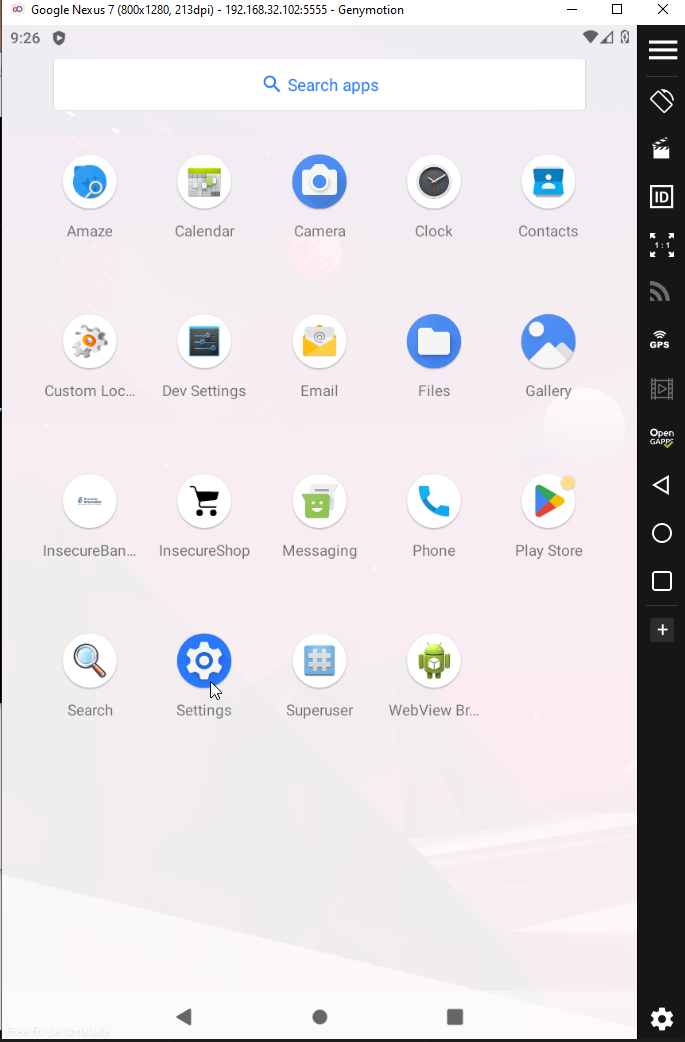 Google Nexus 7 (800x1280, 213dpi) - 192.168.32.102:5555 - Genymotion
9:26
Search apps
Amaze
Calendar
Camera
Clock
Contacts
Custom Loc...
Dev Settings
Email
Files
Gallery
InsecureBan...
InsecureShop
Messaging
Phone
Play Store
Search
Settings
Superuser
WebView Br...
Free for personal use
ID
1 : 1
GPS
Open
GAPPS